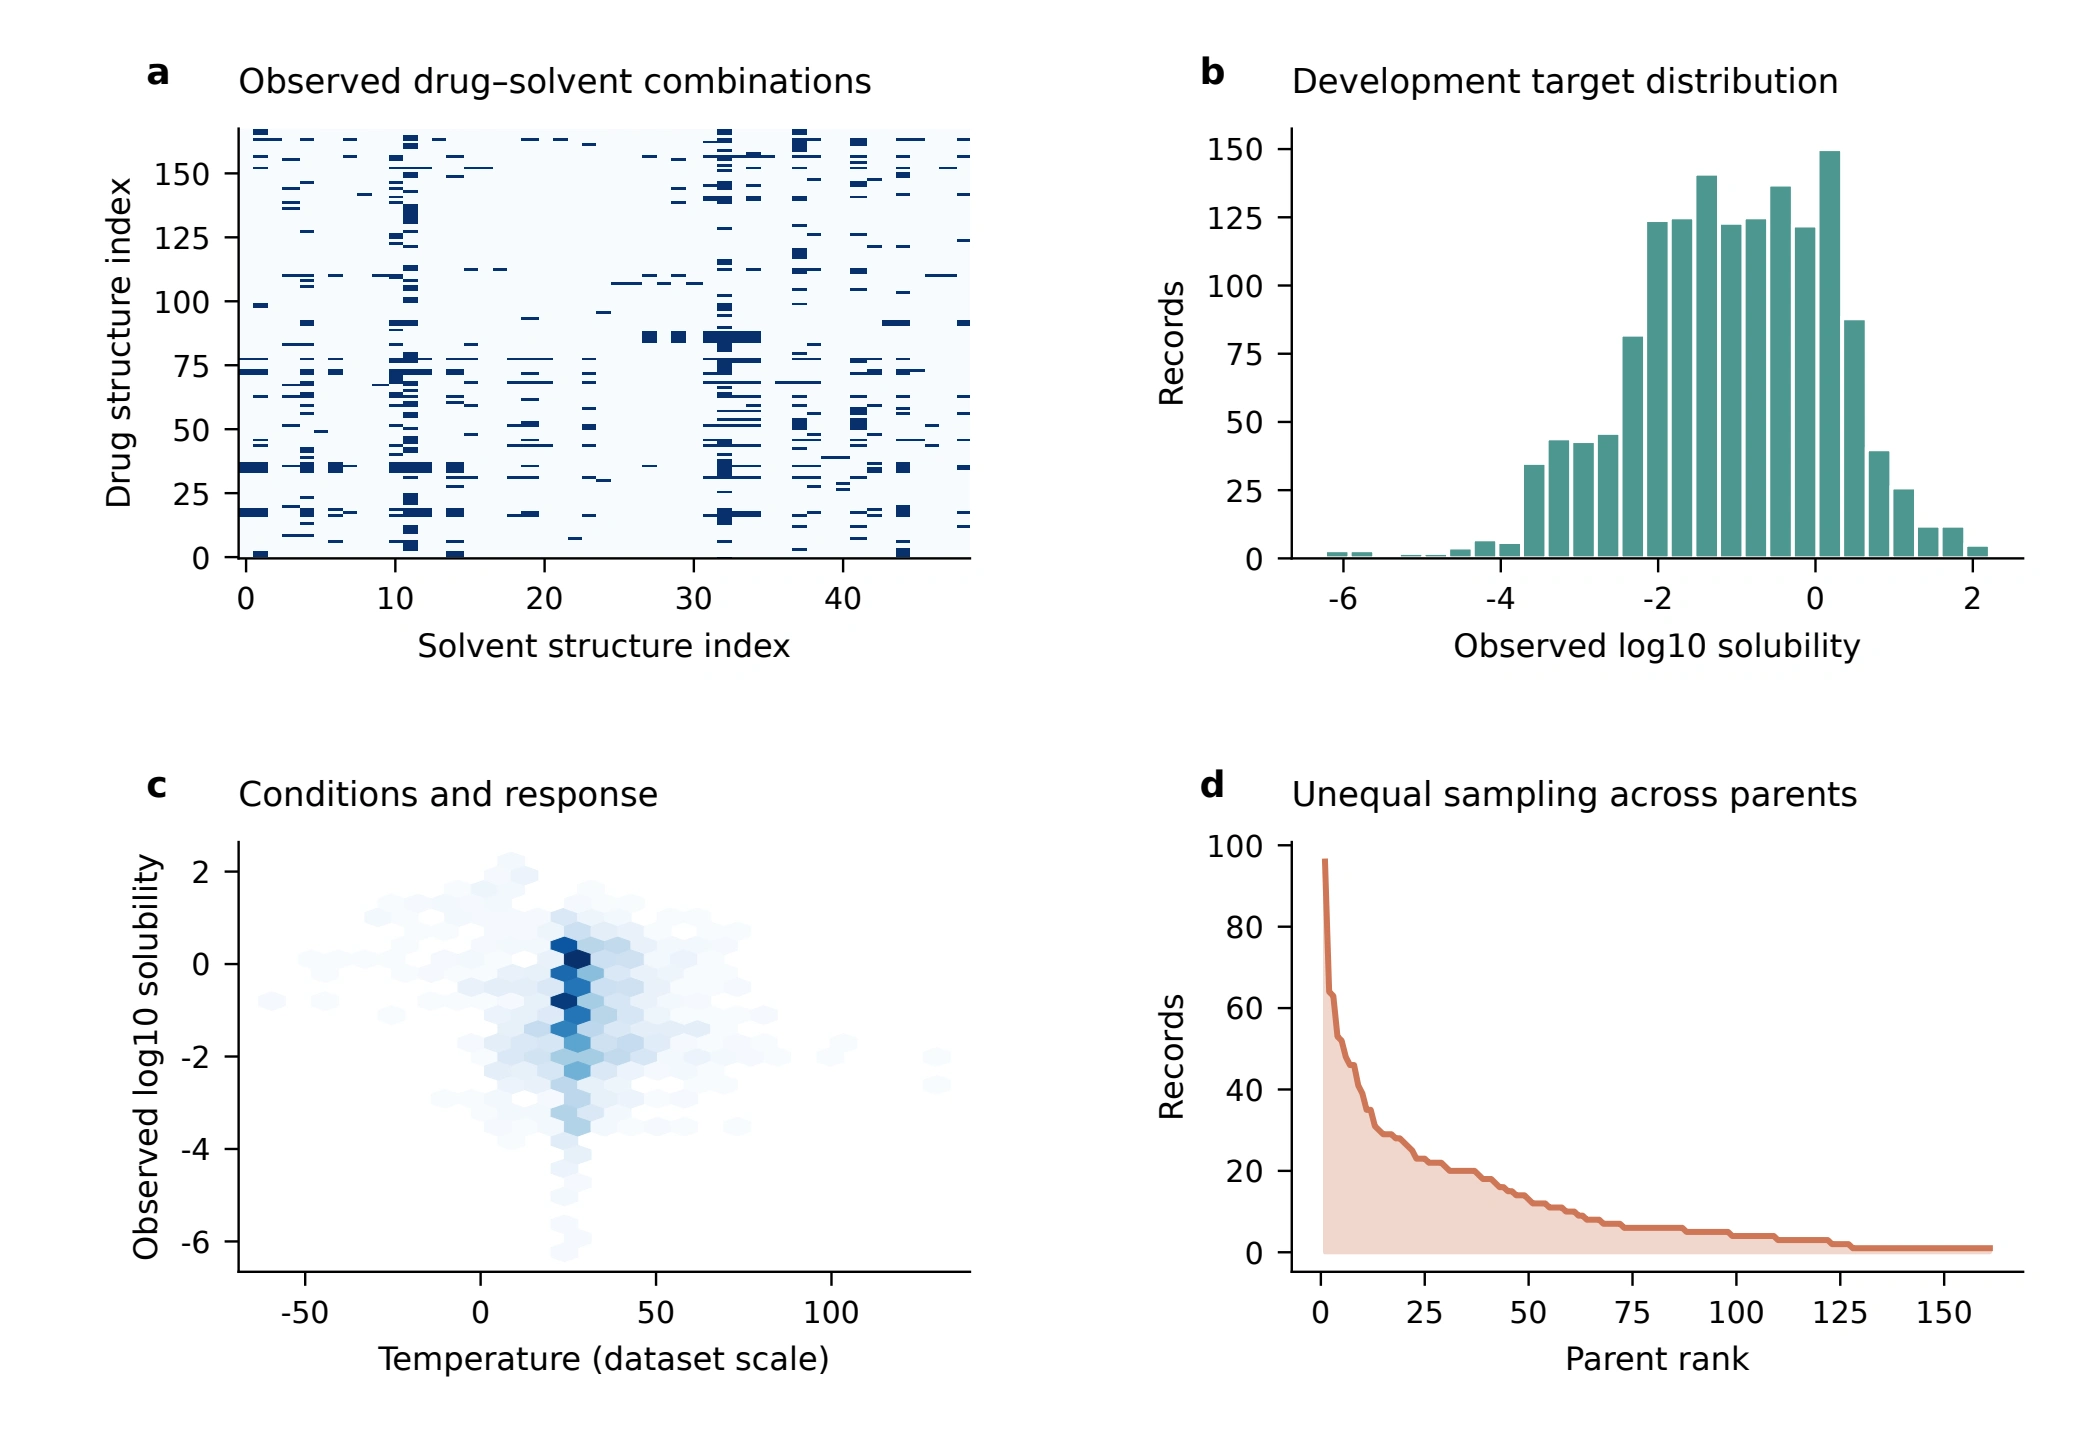 a
Observed drug–solvent combinations
Drug structure index
150
125
100
75
50
25
0
0 10 20 30 40
Solvent structure index
b
Development target distribution
Records
150
125
100
75
50
25
0
-6 -4 -2 0 2
Observed log10 solubility
c
Conditions and response
Observed log10 solubility
2
0
-2
-4
-6
-50 0 50 100
Temperature (dataset scale)
d
Unequal sampling across parents
Records
100
80
60
40
20
0
0 25 50 75 100 125 150
Parent rank